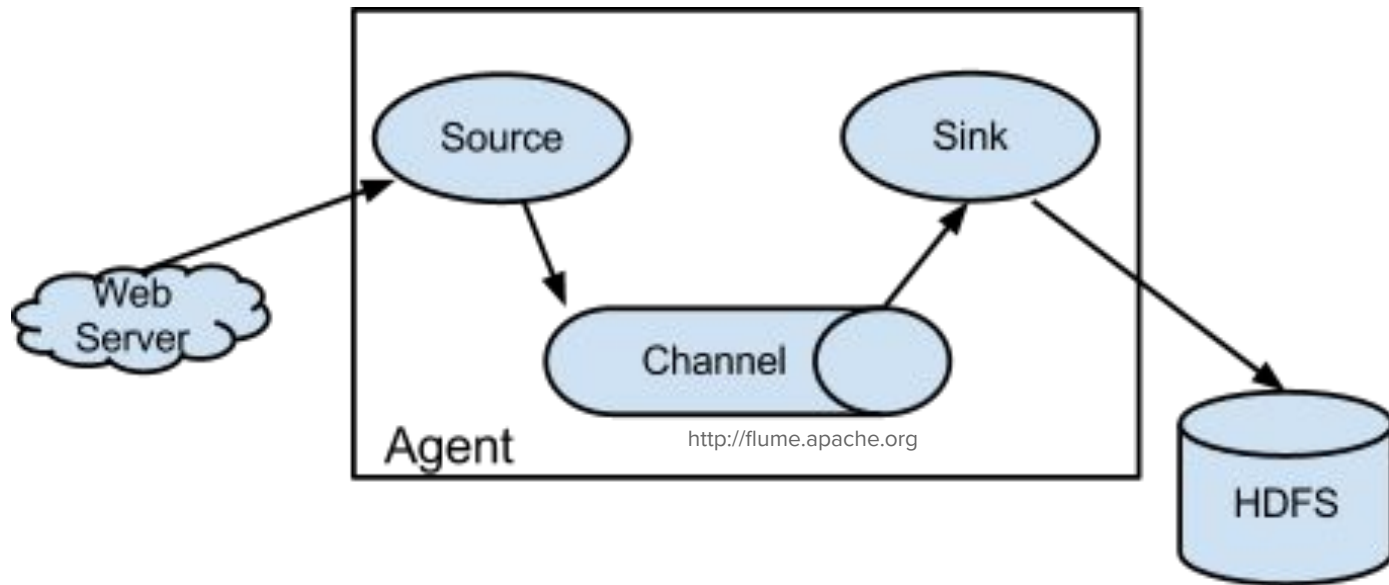 Source
Sink
Web
Server
Channel
Agent
http://flume.apache.org
HDFS